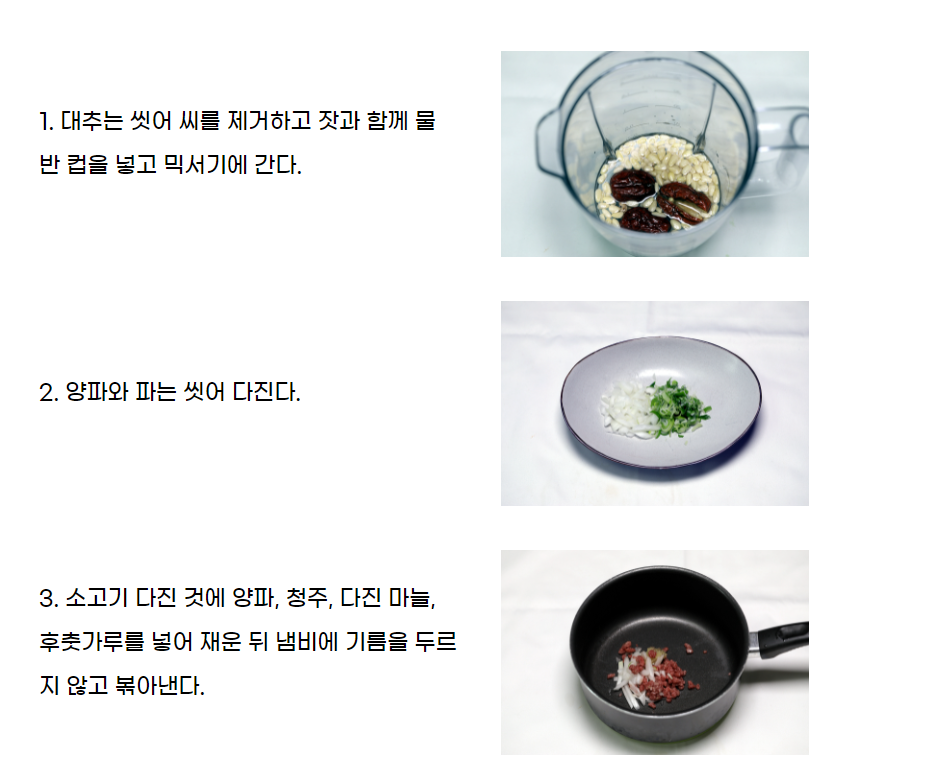 1. 대추는 씻어 씨를 제거하고 잣과 함께 물
반 컵을 넣고 믹서기에 간다.
2. 양파와 파는 씻어 다진다.
3. 소고기 다진 것에 양파, 청주, 다진 마늘,
후춧가루를 넣어 재운 뒤 냄비에 기름을 두르
지 않고 볶아낸다.